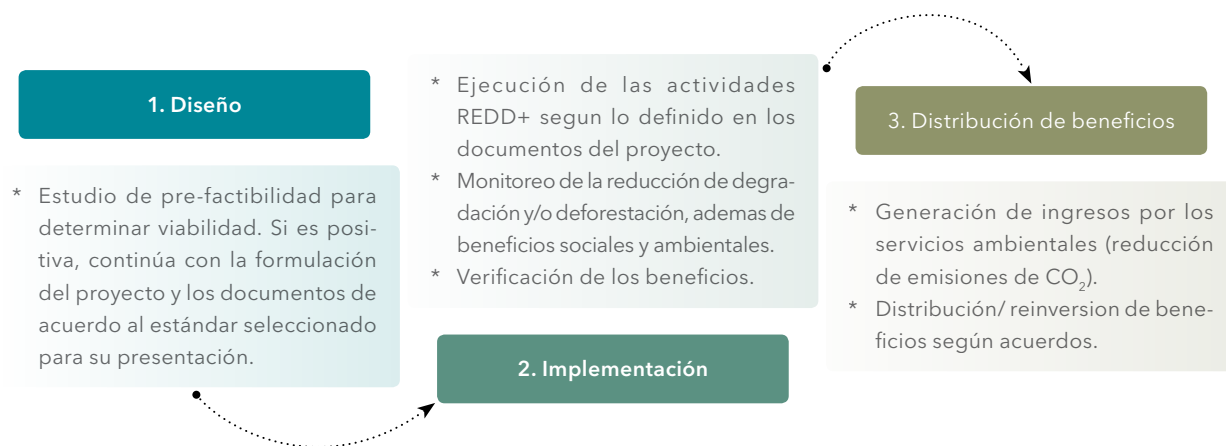 1. Diseño
* Estudio de pre-factibilidad para
determinar viabilidad. Si es posi-
tiva, continúa con la formulación
del proyecto y los documentos de
acuerdo al estándar seleccionado
para su presentación.
* Ejecución de las actividades
REDD+ segun lo definido en los
documentos del proyecto.
* Monitoreo de la reducción de degra-
dación y/o deforestación, ademas de
beneficios sociales y ambientales.
* Verificación de los beneficios.
2. Implementación
3. Distribución de beneficios
* Generación de ingresos por los
servicios ambientales (reducción
de emisiones de CO₂).
* Distribución/ reinversion de bene-
ficios según acuerdos.